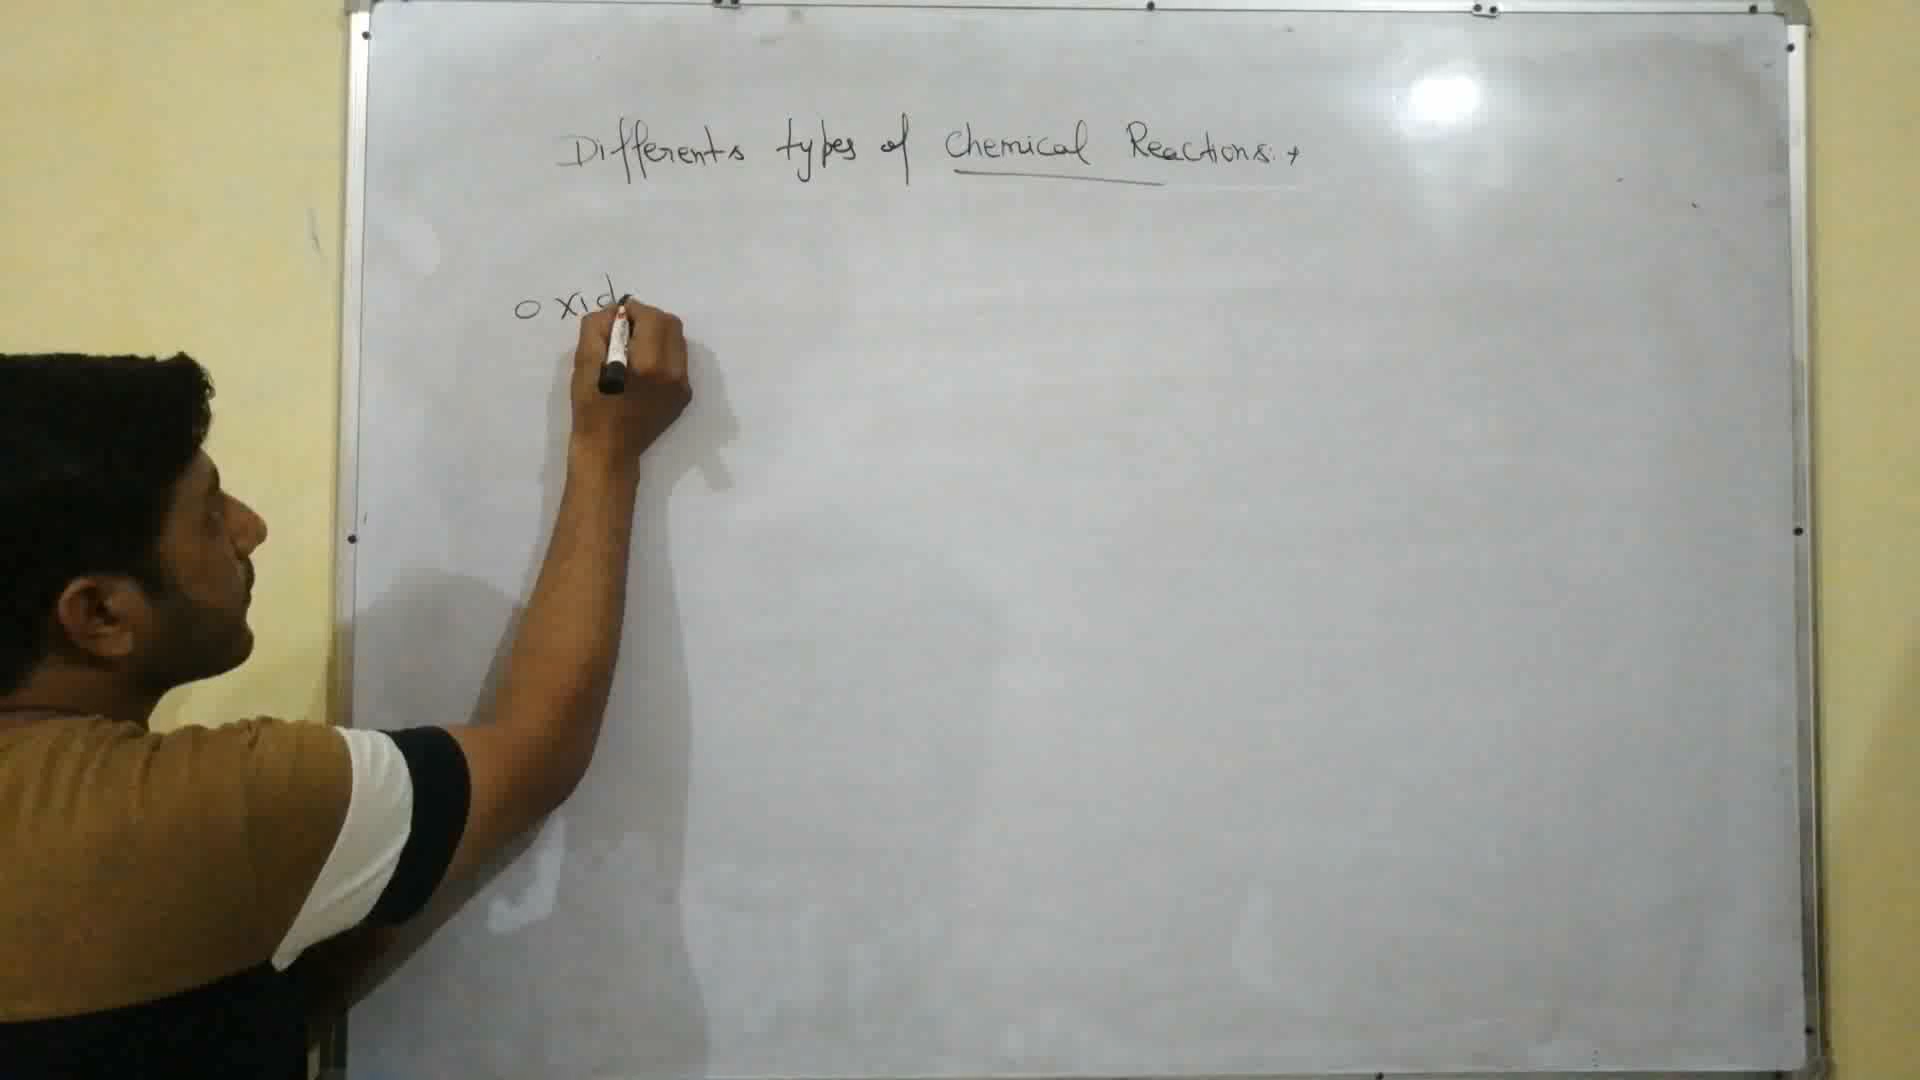 Differents types of Chemical Reactions :→
Oxid